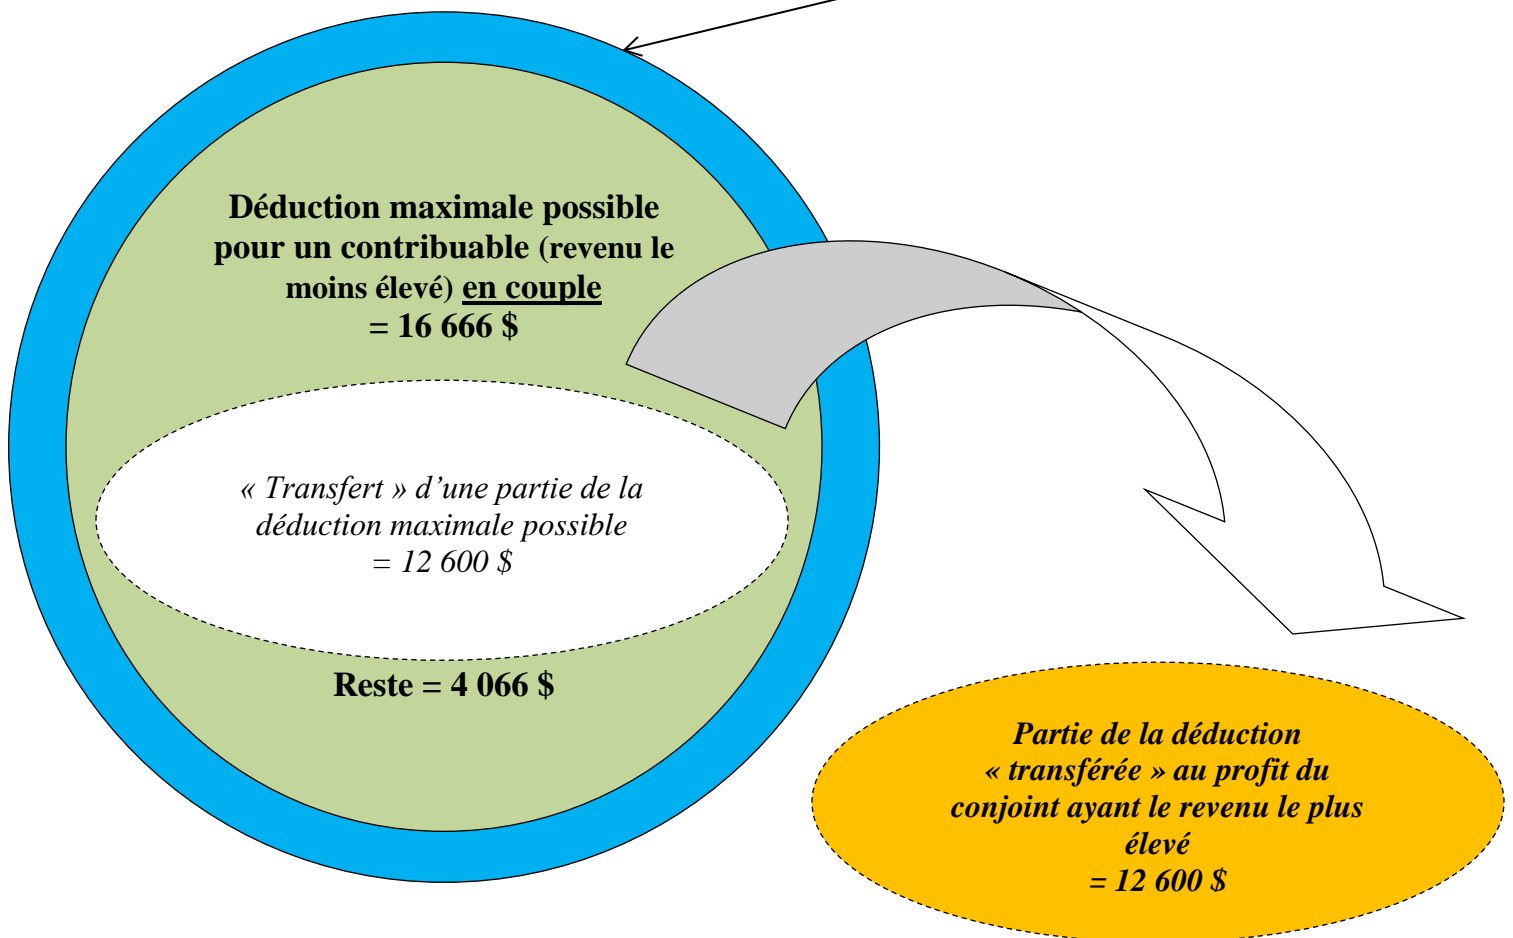 Déduction maximale possible
pour un contribuable (revenu le
moins élevé) en couple
= 16 666 $
« Transfert » d’une partie de la
déduction maximale possible
= 12 600 $
Reste = 4 066 $
Partie de la déduction
« transférée » au profit du
conjoint ayant le revenu le plus
élevé
= 12 600 $